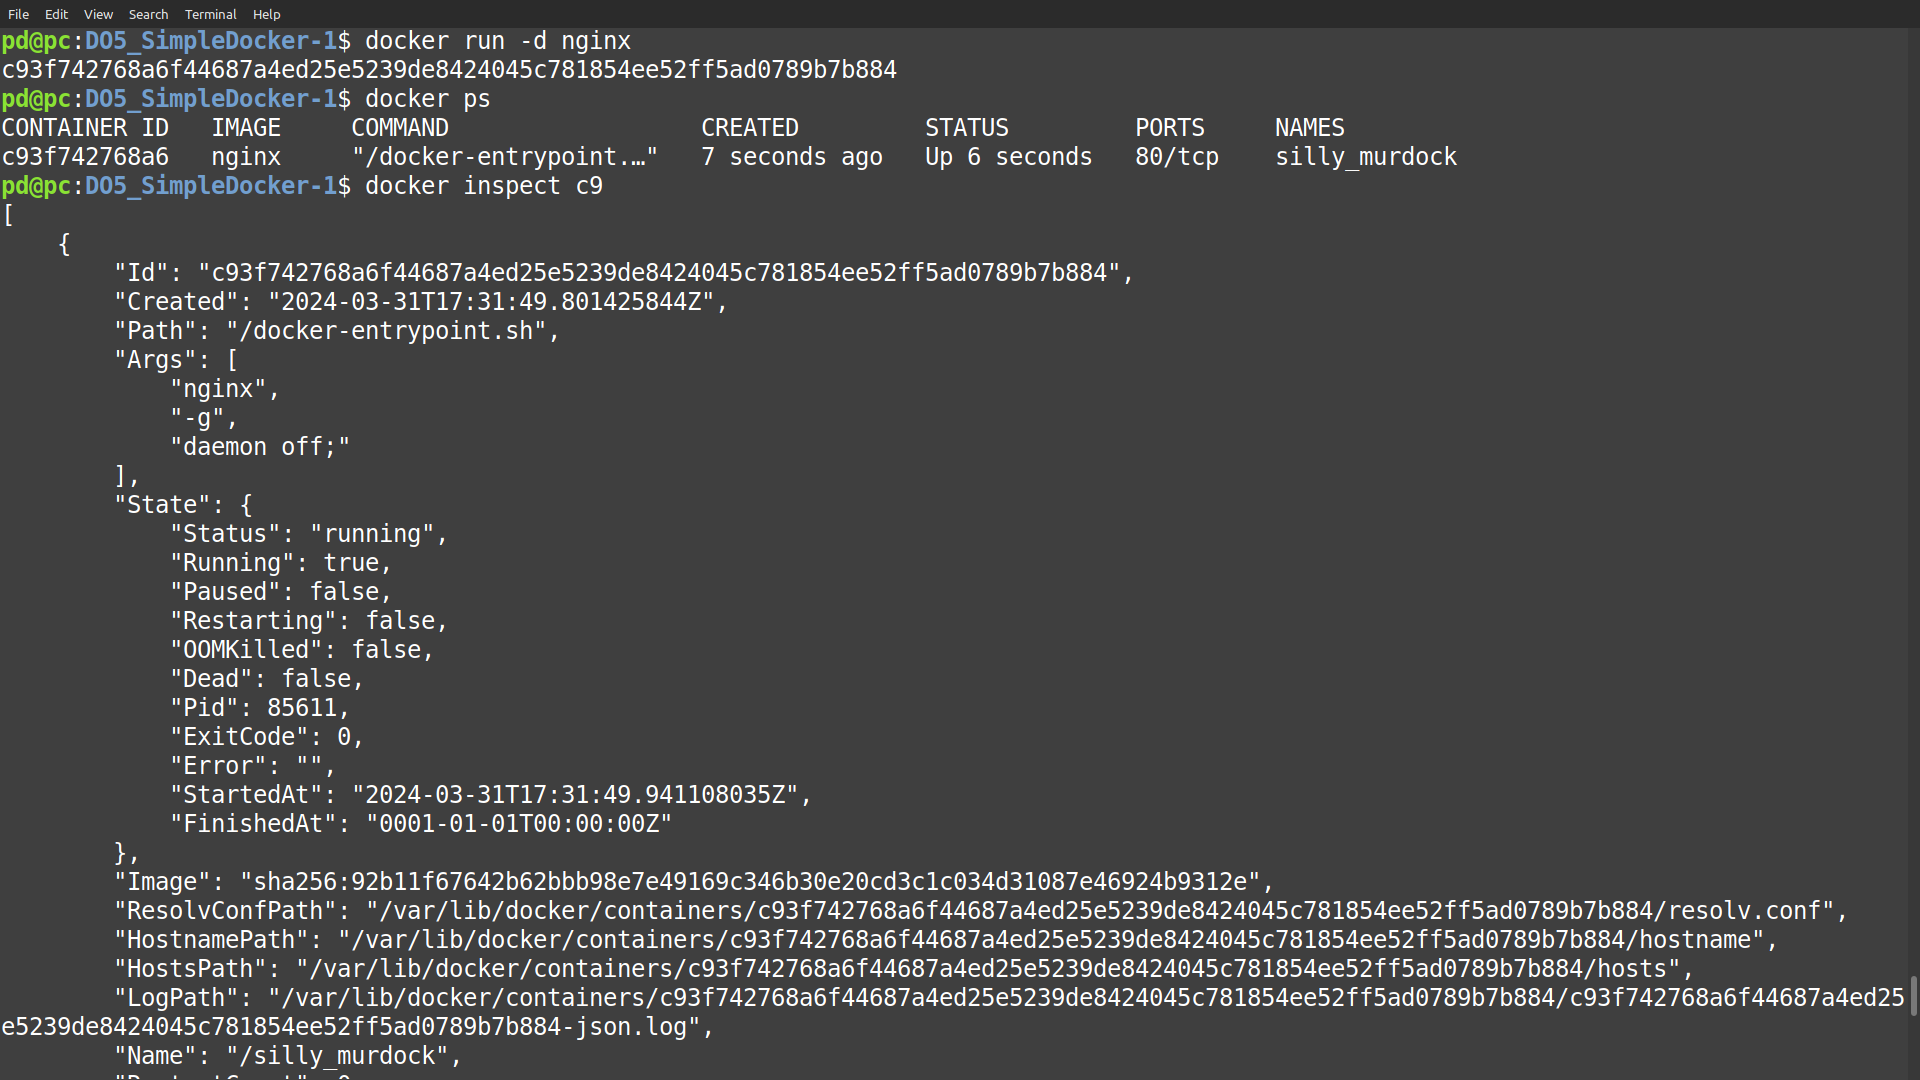 File Edit View Search Terminal Help
pd@pc:DO5_SimpleDocker-1$ docker run -d nginx
c93f742768a6f44687a4ed25e5239de8424045c781854ee52ff5ad0789b7b884
pd@pc:DO5_SimpleDocker-1$ docker ps
CONTAINER ID   IMAGE     COMMAND                  CREATED         STATUS         PORTS     NAMES
c93f742768a6   nginx     "/docker-entrypoint.…"   7 seconds ago   Up 6 seconds   80/tcp    silly_murdock
pd@pc:DO5_SimpleDocker-1$ docker inspect c9
[
    {
        "Id": "c93f742768a6f44687a4ed25e5239de8424045c781854ee52ff5ad0789b7b884",
        "Created": "2024-03-31T17:31:49.801425844Z",
        "Path": "/docker-entrypoint.sh",
        "Args": [
            "nginx",
            "-g",
            "daemon off;"
        ],
        "State": {
            "Status": "running",
            "Running": true,
            "Paused": false,
            "Restarting": false,
            "OOMKilled": false,
            "Dead": false,
            "Pid": 85611,
            "ExitCode": 0,
            "Error": "",
            "StartedAt": "2024-03-31T17:31:49.941108035Z",
            "FinishedAt": "0001-01-01T00:00:00Z"
        },
        "Image": "sha256:92b11f67642b62bbb98e7e49169c346b30e20cd3c1c034d31087e46924b9312e",
        "ResolvConfPath": "/var/lib/docker/containers/c93f742768a6f44687a4ed25e5239de8424045c781854ee52ff5ad0789b7b884/resolv.conf",
        "HostnamePath": "/var/lib/docker/containers/c93f742768a6f44687a4ed25e5239de8424045c781854ee52ff5ad0789b7b884/hostname",
        "HostsPath": "/var/lib/docker/containers/c93f742768a6f44687a4ed25e5239de8424045c781854ee52ff5ad0789b7b884/hosts",
        "LogPath": "/var/lib/docker/containers/c93f742768a6f44687a4ed25e5239de8424045c781854ee52ff5ad0789b7b884/c93f742768a6f44687a4ed25
e5239de8424045c781854ee52ff5ad0789b7b884-json.log",
        "Name": "/silly_murdock",